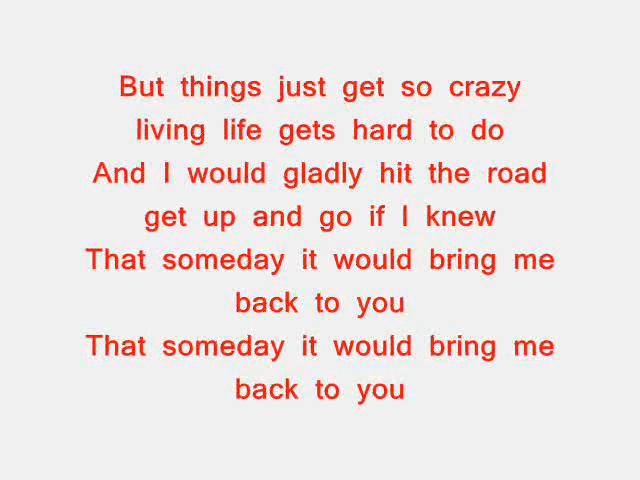 But things just get so crazy
living life gets hard to do
And I would gladly hit the road
get up and go if I knew
That someday it would bring me
back to you
That someday it would bring me
back to you